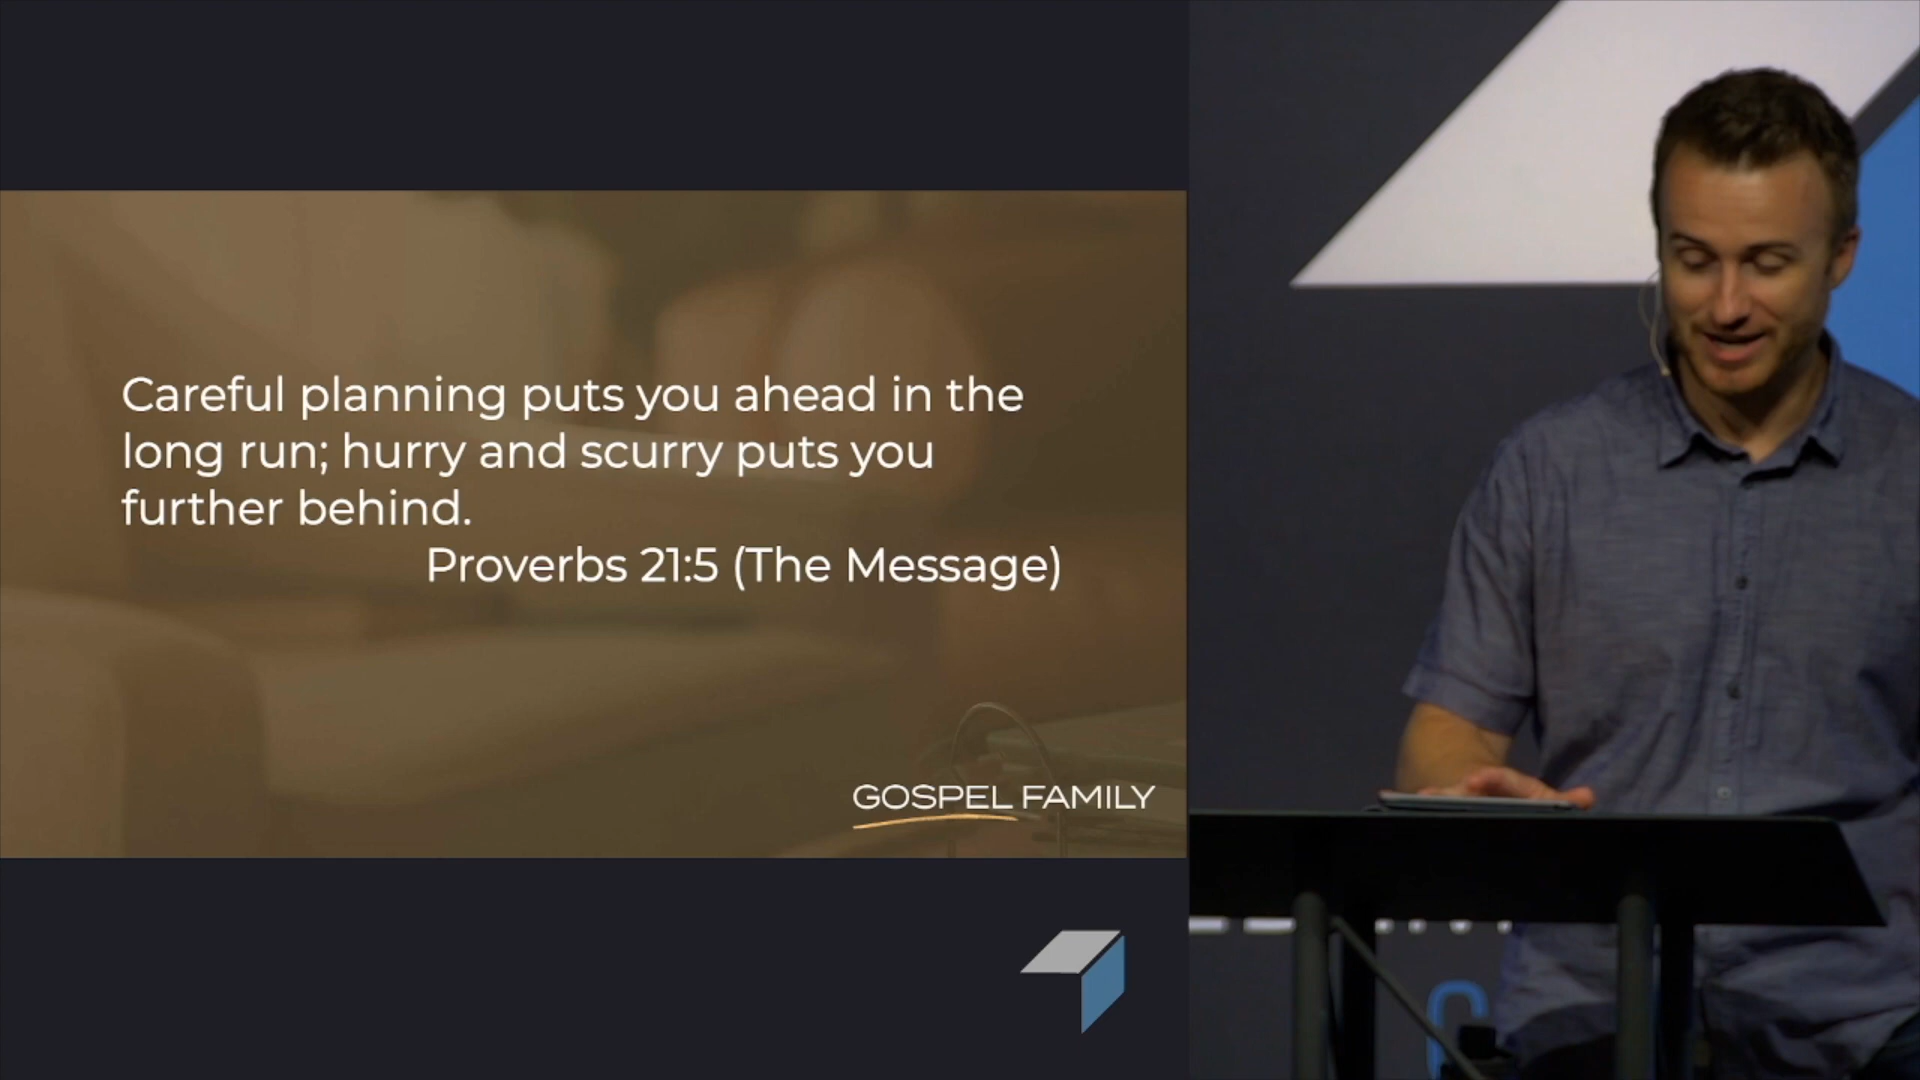 Careful planning puts you ahead in the
long run; hurry and scurry puts you
further behind.
Proverbs 21:5 (The Message)
GOSPEL FAMILY